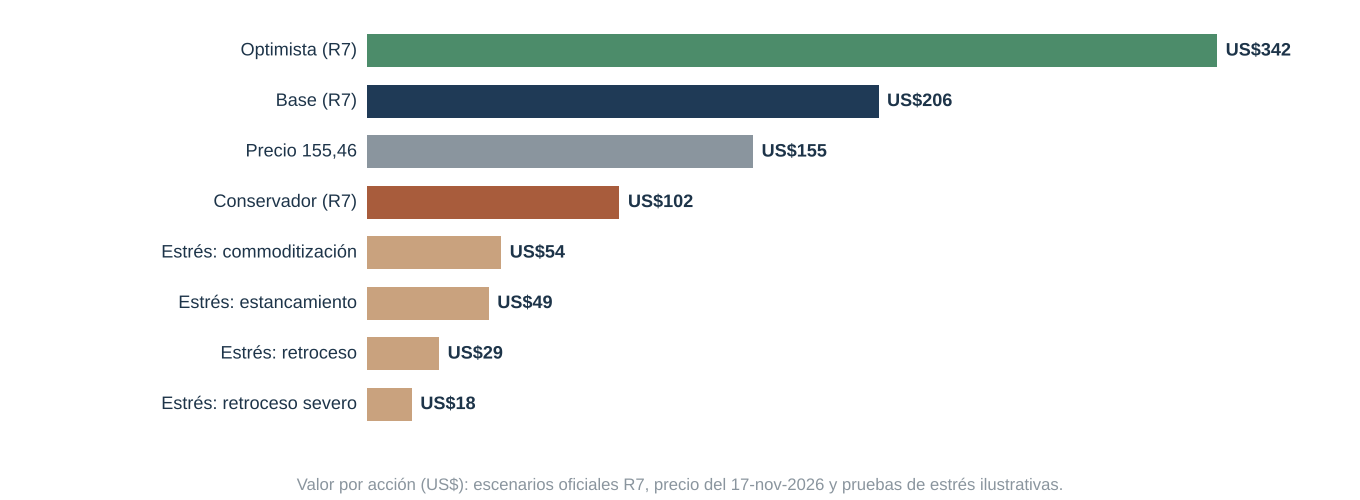 Optimista (R7) US$342
Base (R7) US$206
Precio 155,46 US$155
Conservador (R7) US$102
Estrés: commoditización US$54
Estrés: estancamiento US$49
Estrés: retroceso US$29
Estrés: retroceso severo US$18
Valor por acción (US$): escenarios oficiales R7, precio del 17-nov-2026 y pruebas de estrés ilustrativas.